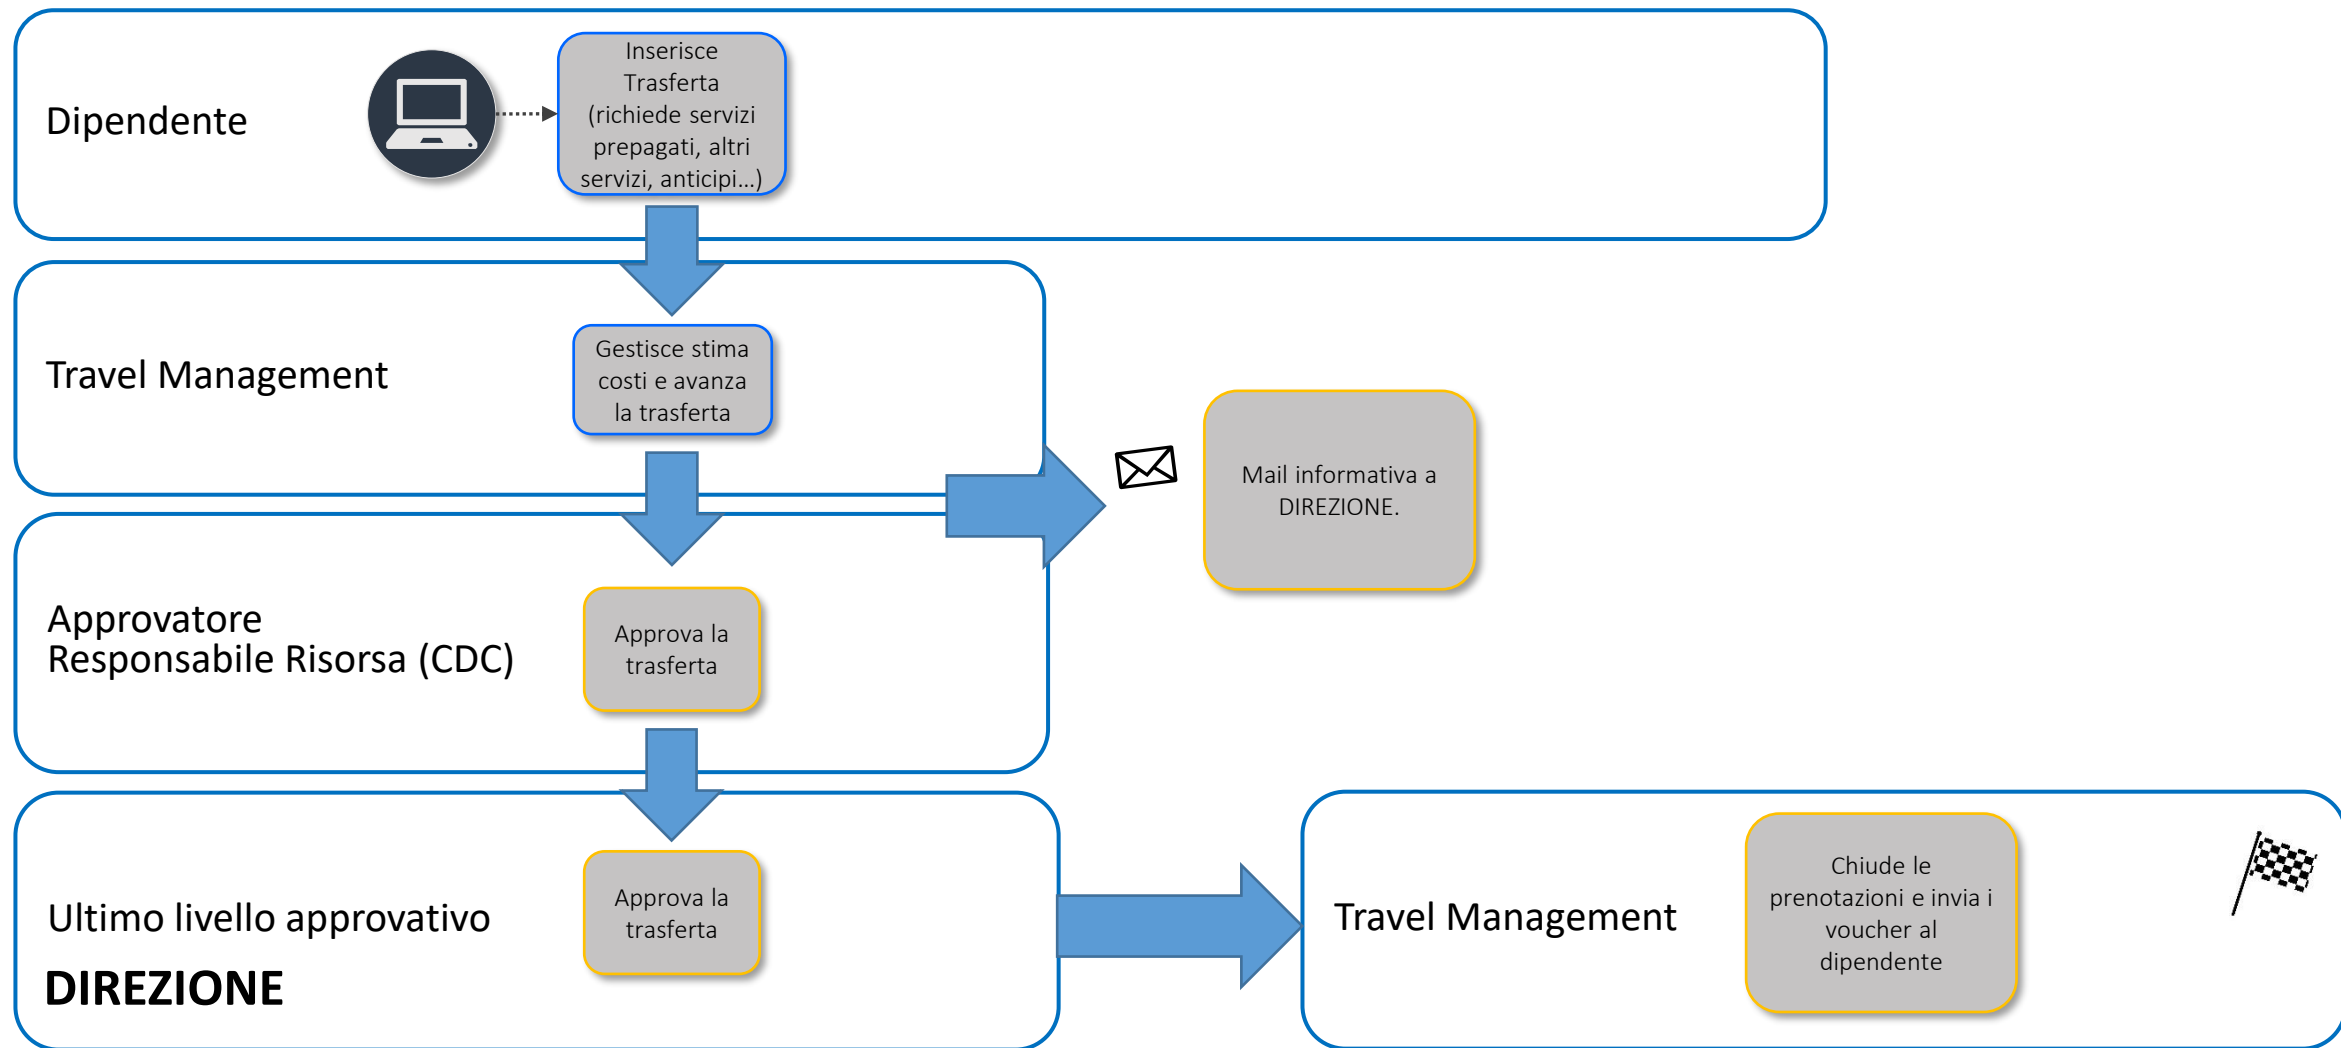 Dipendente
Inserisce
Trasferta
(richiede servizi
prepagati, altri
servizi, anticipi...)
Travel Management
Gestisce stima
costi e avanza
la trasferta
Mail informativa a
DIREZIONE.
Approvatore
Responsabile Risorsa (CDC)
Approva la
trasferta
Ultimo livello approvativo
DIREZIONE
Approva la
trasferta
Travel Management
Chiude le
prenotazioni e invia i
voucher al
dipendente